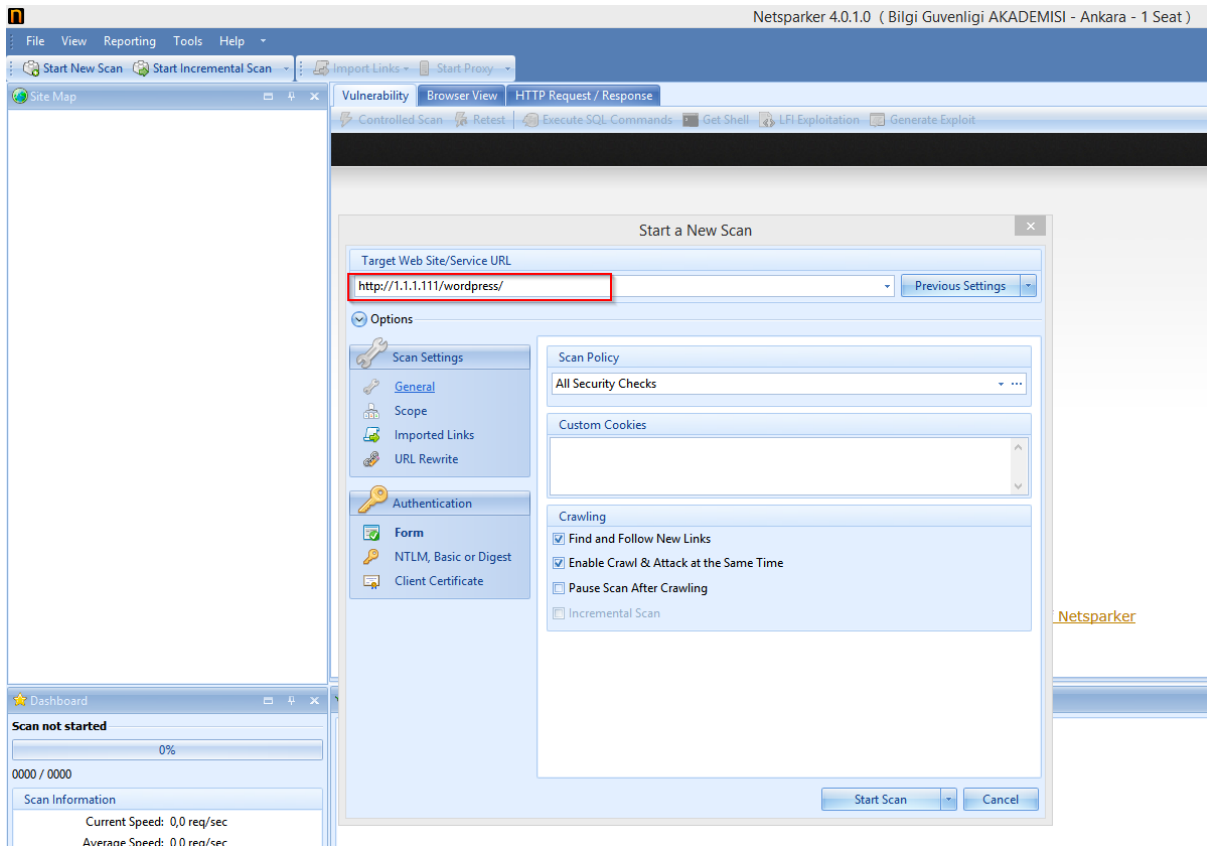 Netsparker 4.0.1.0 ( Bilgi Guvenligi AKADEMISI - Ankara - 1 Seat )
File View Reporting Tools Help
Start New Scan Start Incremental Scan Import Links Start Proxy
Site Map
Vulnerability Browser View HTTP Request / Response
Controlled Scan Retest Execute SQL Commands Get Shell LFI Exploitation Generate Exploit
Start a New Scan
Target Web Site/Service URL
http://1.1.1.111/wordpress/
Previous Settings
Options
Scan Settings
General
Scope
Imported Links
URL Rewrite
Authentication
Form
NTLM, Basic or Digest
Client Certificate
Scan Policy
All Security Checks
Custom Cookies
Crawling
Find and Follow New Links
Enable Crawl & Attack at the Same Time
Pause Scan After Crawling
Incremental Scan
Netsparker
Start Scan Cancel
Dashboard
Scan not started
0%
0000 / 0000
Scan Information
Current Speed: 0,0 req/sec
Average Speed: 0,0 req/sec